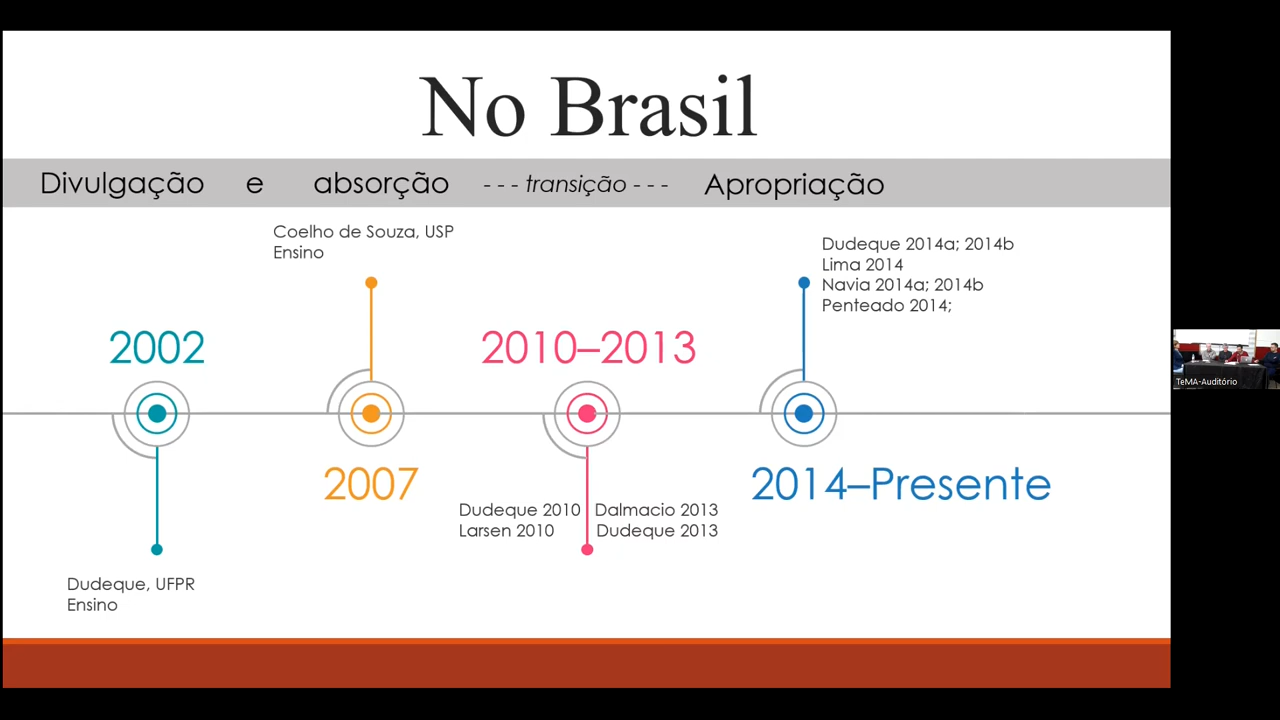 No Brasil
Divulgação e absorção - - - transição - - - Apropriação
Coelho de Souza, USP
Ensino
Dudeque 2014a; 2014b
Lima 2014
Navia 2014a; 2014b
Penteado 2014;
2002
2010–2013
2007
2014–Presente
Dudeque 2010
Larsen 2010
Dalmacio 2013
Dudeque 2013
Dudeque, UFPR
Ensino
TeMA-Auditório